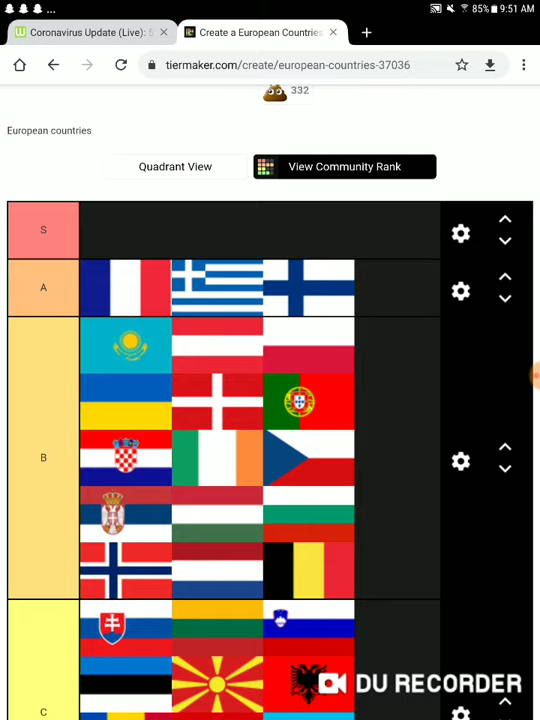 85% 9:51 AM
Coronavirus Update (Live):
Create a European Countries
tiermaker.com/create/european-countries-37036
332
European countries
Quadrant View
View Community Rank
S
A
B
C
DU RECORDER